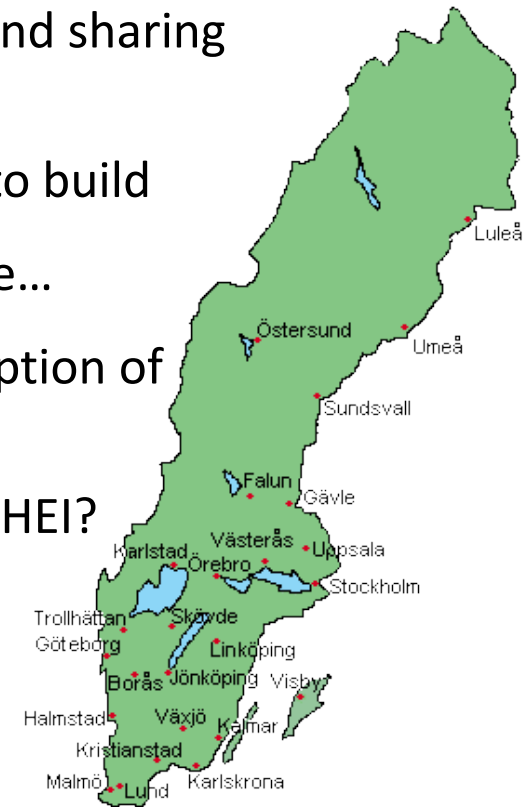 nd sharing
to build
e...
ption of
HEI?
Luleå
Östersund
Umeå
Sundsvall
Falun
Gävle
Västerås
Uppsala
Karlstad
Örebro
Stockholm
Trollhättan
Skövde
Göteborg
Linköping
Borås
Jönköping
Visby
Halmstad
Växjö
Kalmar
Kristianstad
Malmö
Lund
Karlskrona